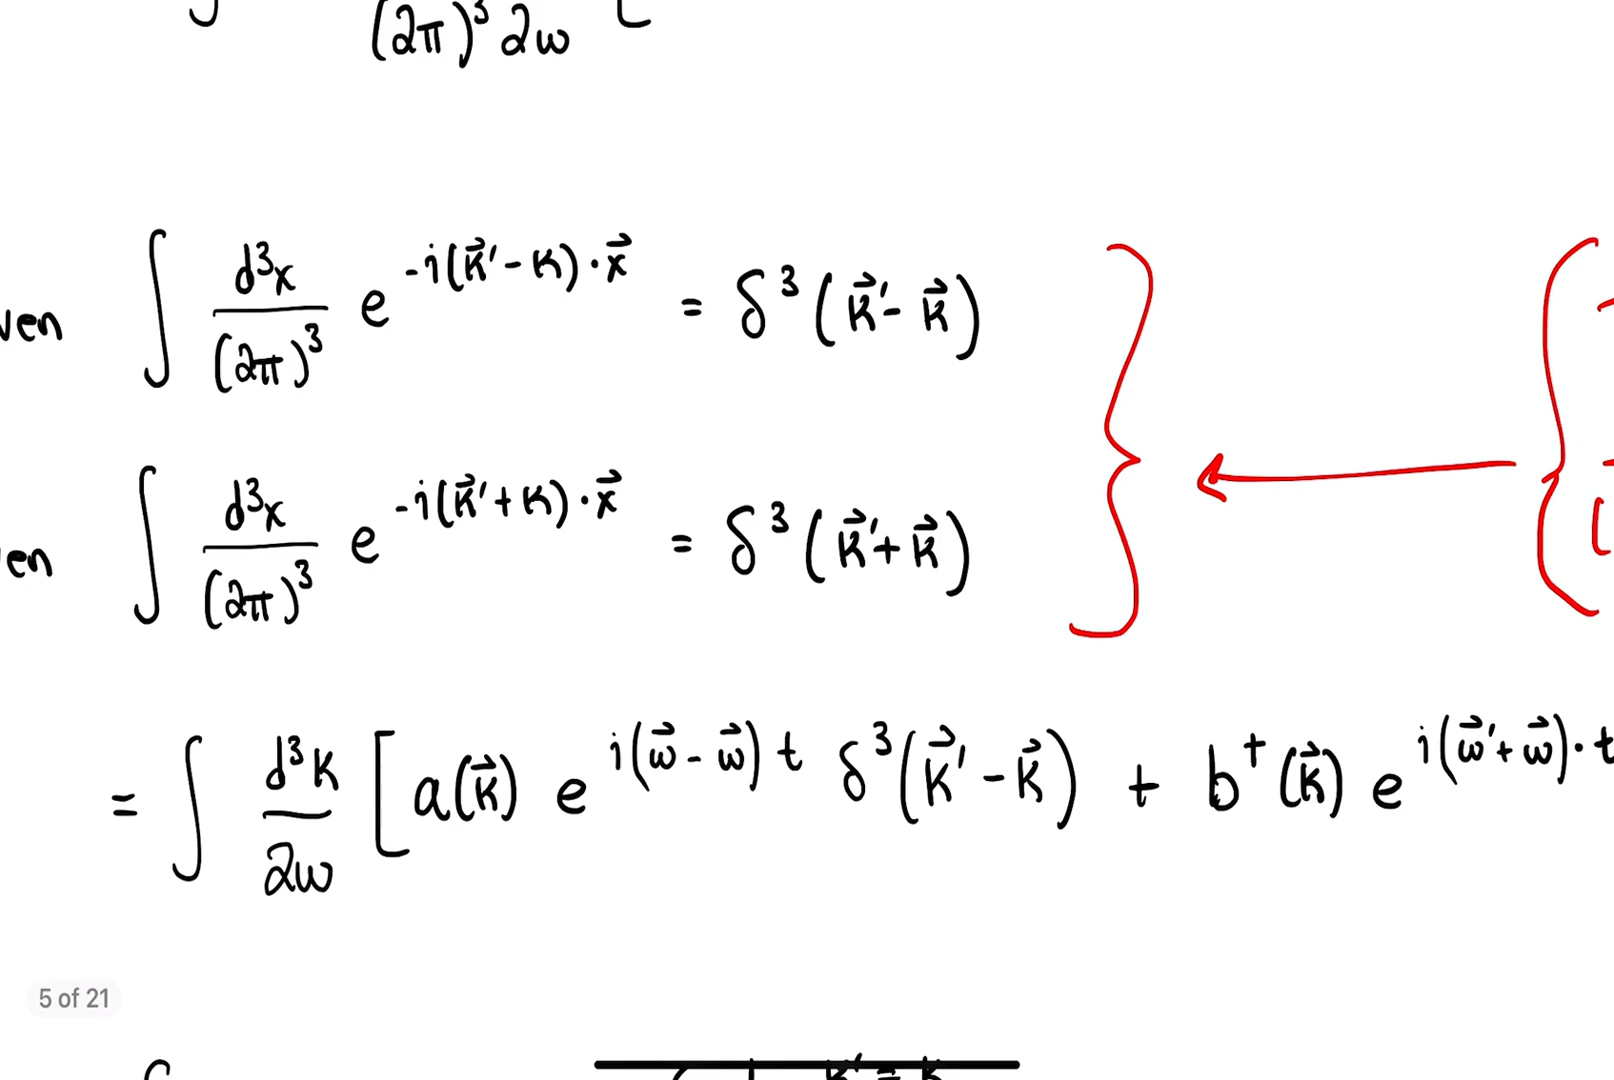 (2π)³ 2ω [
ven ∫ d³x/(2π)³ e^{-i(k⃗′ - k)·x⃗} = δ³(k⃗′ - k⃗)
en ∫ d³x/(2π)³ e^{-i(k⃗′ + k)·x⃗} = δ³(k⃗′ + k⃗)
= ∫ d³k/2ω [a(k⃗) e^{i(ω⃗ - ω⃗)t} δ³(k⃗′ - k⃗) + b†(k⃗) e^{i(ω⃗′ + ω⃗)·t}
5 of 21
k′ = k